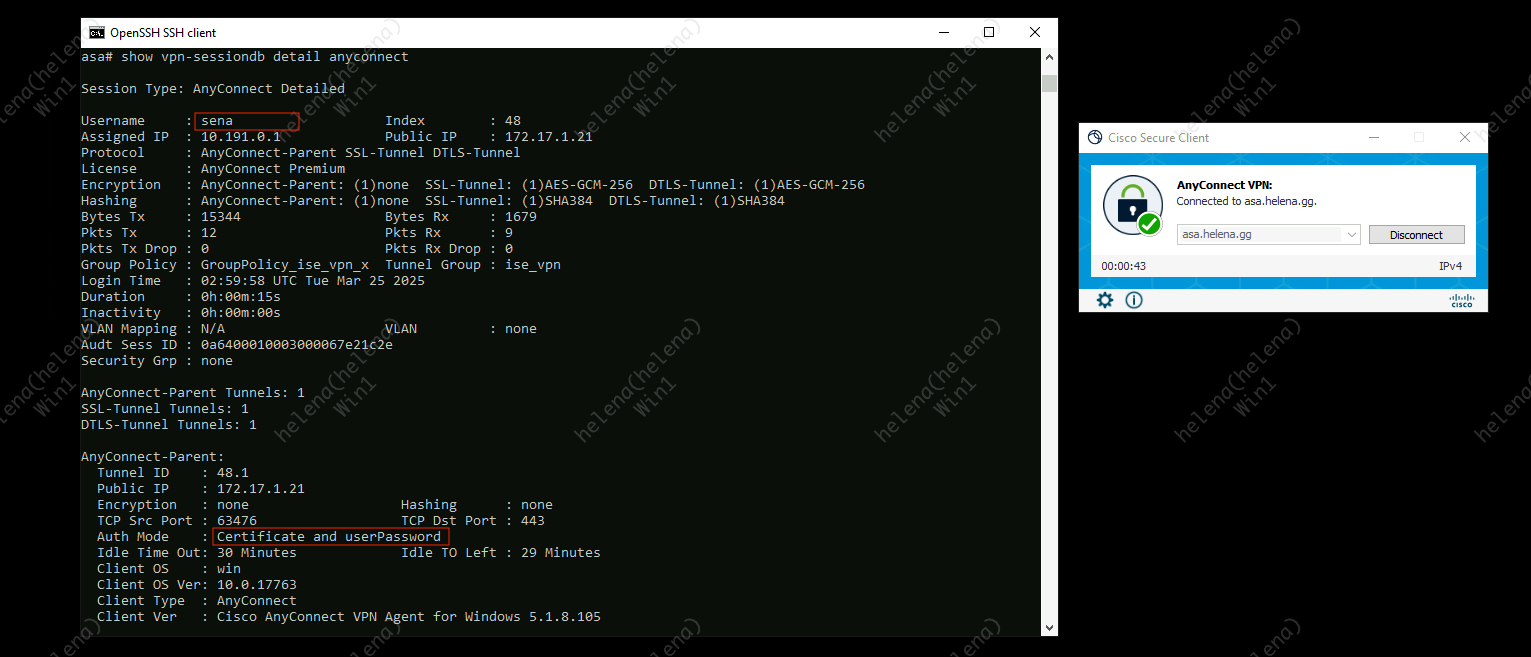 OpenSSH SSH client
asa# show vpn-sessiondb detail anyconnect
Session Type: AnyConnect Detailed
Username     : sena                   Index        : 48
Assigned IP  : 10.191.0.1             Public IP    : 172.17.1.21
Protocol     : AnyConnect-Parent SSL-Tunnel DTLS-Tunnel
License      : AnyConnect Premium
Encryption   : AnyConnect-Parent: (1)none  SSL-Tunnel: (1)AES-GCM-256  DTLS-Tunnel: (1)AES-GCM-256
Hashing      : AnyConnect-Parent: (1)none  SSL-Tunnel: (1)SHA384  DTLS-Tunnel: (1)SHA384
Bytes Tx     : 15344                  Bytes Rx     : 1679
Pkts Tx      : 12                     Pkts Rx      : 9
Pkts Tx Drop : 0                      Pkts Rx Drop : 0
Group Policy : GroupPolicy_ise_vpn_x  Tunnel Group : ise_vpn
Login Time   : 02:59:58 UTC Tue Mar 25 2025
Duration     : 0h:00m:15s
Inactivity   : 0h:00m:00s
VLAN Mapping : N/A                    VLAN         : none
Audt Sess ID : 0a6400010003000067e21c2e
Security Grp : none
AnyConnect-Parent Tunnels: 1
SSL-Tunnel Tunnels: 1
DTLS-Tunnel Tunnels: 1
AnyConnect-Parent:
  Tunnel ID    : 48.1
  Public IP    : 172.17.1.21
  Encryption   : none                   Hashing      : none
  TCP Src Port : 63476                  TCP Dst Port : 443
  Auth Mode    : Certificate and userPassword
  Idle Time Out: 30 Minutes             Idle TO Left : 29 Minutes
  Client OS    : win
  Client OS Ver: 10.0.17763
  Client Type  : AnyConnect
  Client Ver   : Cisco AnyConnect VPN Agent for Windows 5.1.8.105
Cisco Secure Client
AnyConnect VPN:
Connected to asa.helena.gg.
asa.helena.gg
Disconnect
00:00:43
IPv4
cisco
helena(helena)
Win1